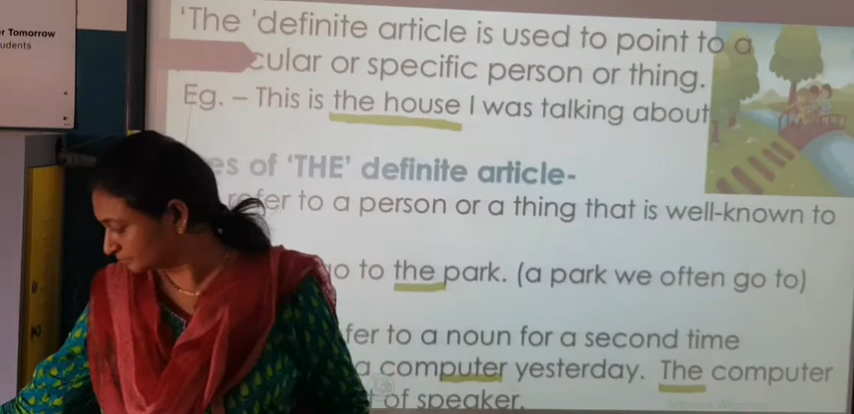 r Tomorrow
udents
'The 'definite article is used to point to a
cular or specific person or thing.
Eg. – This is the house I was talking about
es of 'THE' definite article-
refer to a person or a thing that is well-known to
o to the park. (a park we often go to)
fer to a noun for a second time
a computer yesterday. The computer
of speaker.